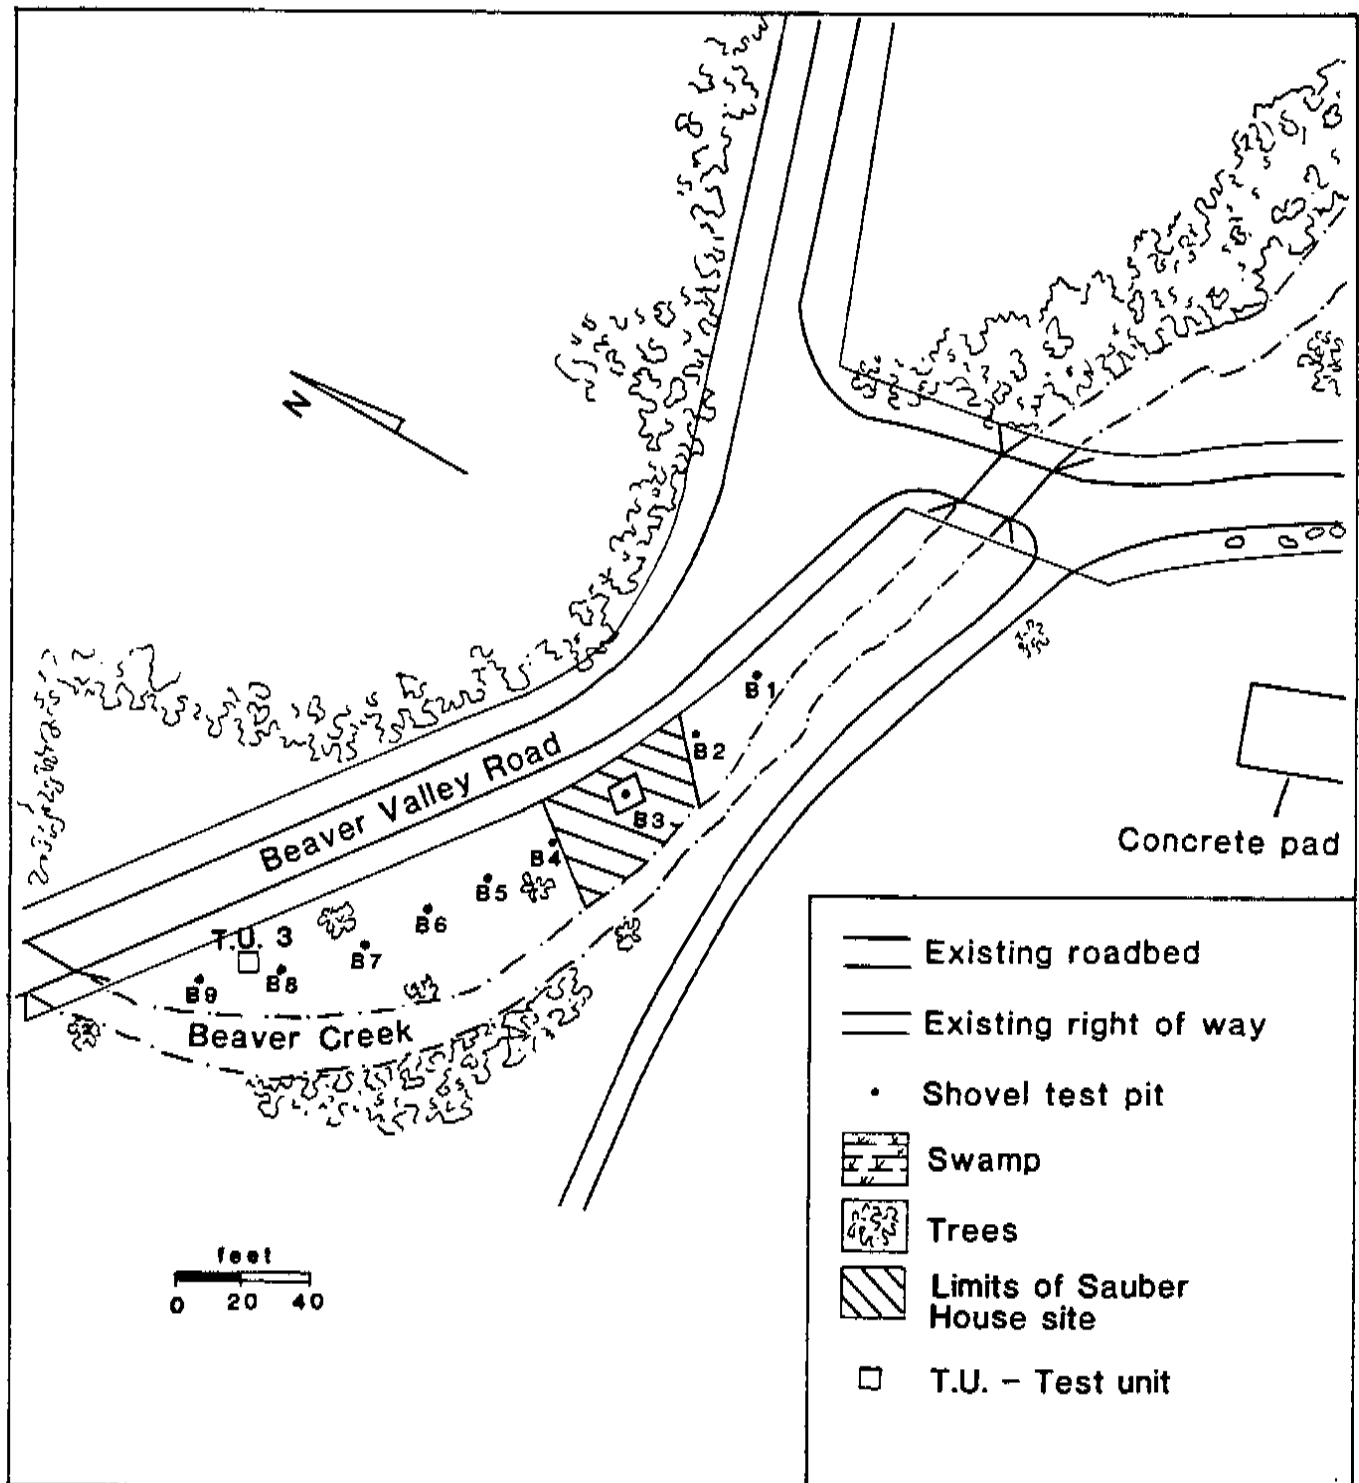 N
B1
B2
Beaver Valley Road
B3
B4
B5
B6
T.U. 3
B7
B8
B9
Beaver Creek
Concrete pad
Existing roadbed
Existing right of way
Shovel test pit
Swamp
Trees
Limits of Sauber
House site
T.U. – Test unit
feet
0 20 40